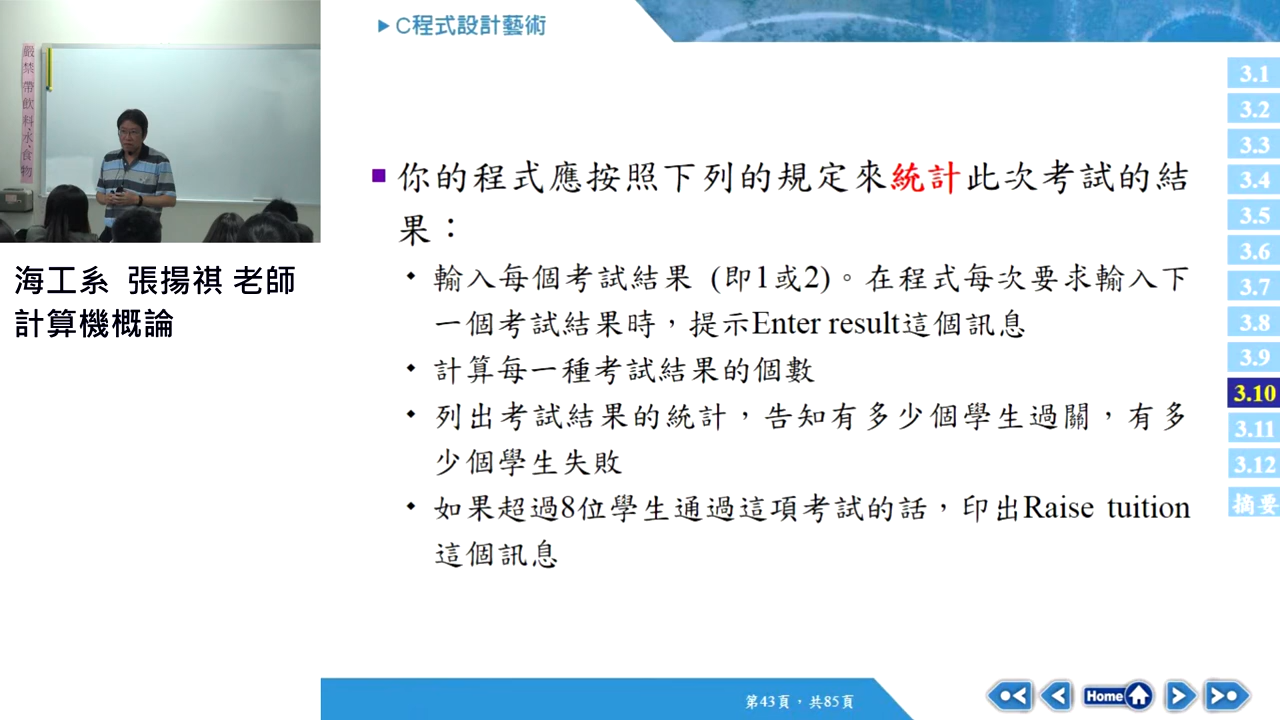 C程式設計藝術
嚴禁帶飲料、水、食物
海工系 張揚祺 老師
計算機概論
你的程式應按照下列的規定來統計此次考試的結
果：
輸入每個考試結果 (即1或2)。在程式每次要求輸入下
一個考試結果時，提示Enter result這個訊息
計算每一種考試結果的個數
列出考試結果的統計，告知有多少個學生過關，有多
少個學生失敗
如果超過8位學生通過這項考試的話，印出Raise tuition
這個訊息
3.1
3.2
3.3
3.4
3.5
3.6
3.7
3.8
3.9
3.10
3.11
3.12
摘要
第43頁，共85頁
Home